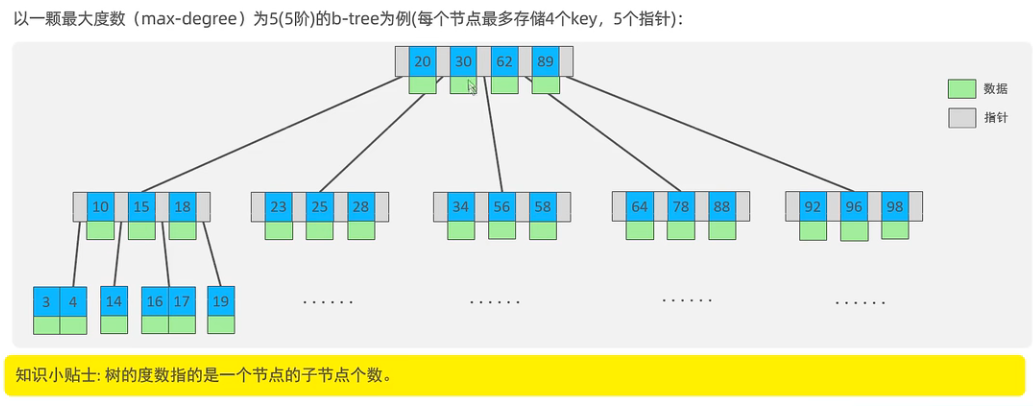 以一颗最大度数（max-degree）为5(5阶)的b-tree为例(每个节点最多存储4个key，5个指针)：
20 30 62 89
数据
指针
10 15 18 23 25 28 34 56 58 64 78 88 92 96 98
3 4 14 16 17 19 ...... ...... ...... ......
知识小贴士: 树的度数指的是一个节点的子节点个数。